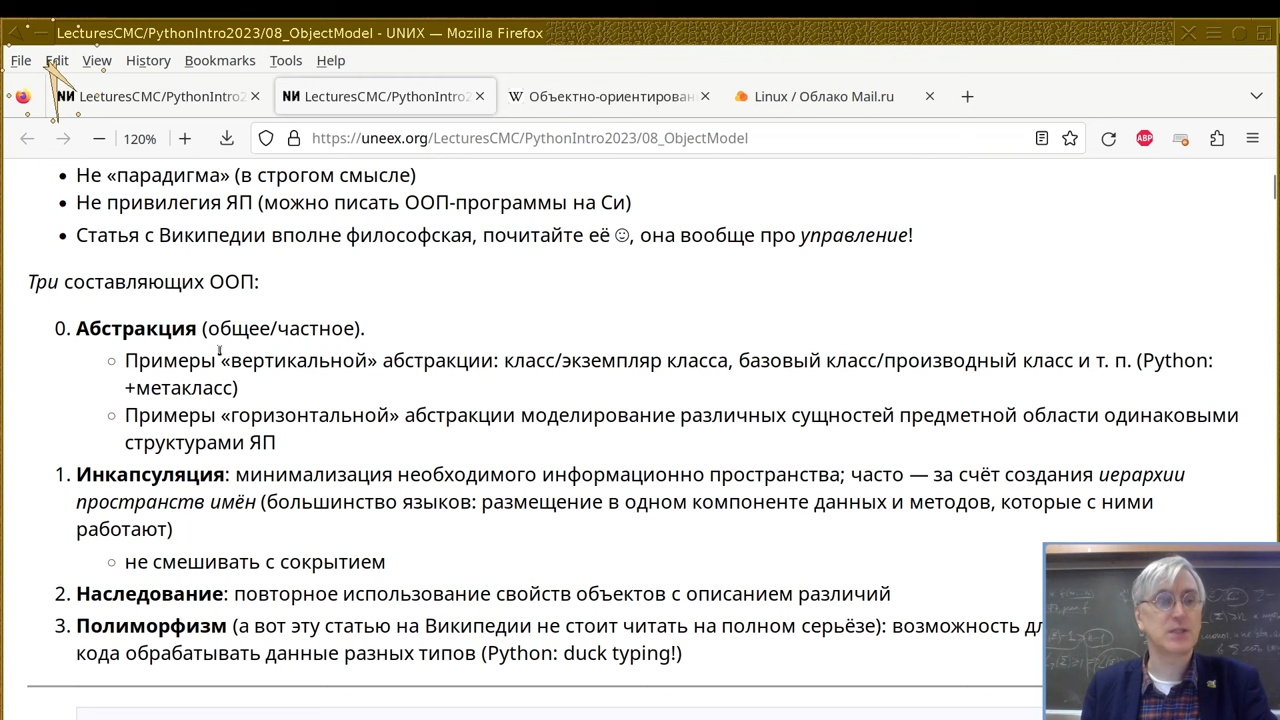 LecturesCMC/PythonIntro2023/08_ObjectModel - UNИX — Mozilla Firefox
File Edit View History Bookmarks Tools Help
LecturesCMC/PythonIntro2 LecturesCMC/PythonIntro2 Объектно-ориентирован Linux / Облако Mail.ru
120% https://uneex.org/LecturesCMC/PythonIntro2023/08_ObjectModel ABP
• Не «парадигма» (в строгом смысле)
• Не привилегия ЯП (можно писать ООП-программы на Си)
• Статья с Википедии вполне философская, почитайте её ☺, она вообще про управление!
Три составляющих ООП:
0. Абстракция (общее/частное).
◦ Примеры «вертикальной» абстракции: класс/экземпляр класса, базовый класс/производный класс и т. п. (Python:
+метакласс)
◦ Примеры «горизонтальной» абстракции моделирование различных сущностей предметной области одинаковыми
структурами ЯП
1. Инкапсуляция: минимализация необходимого информационно пространства; часто — за счёт создания иерархии
пространств имён (большинство языков: размещение в одном компоненте данных и методов, которые с ними
работают)
◦ не смешивать с сокрытием
2. Наследование: повторное использование свойств объектов с описанием различий
3. Полиморфизм (а вот эту статью на Википедии не стоит читать на полном серьёзе): возможность
кода обрабатывать данные разных типов (Python: duck typing!)